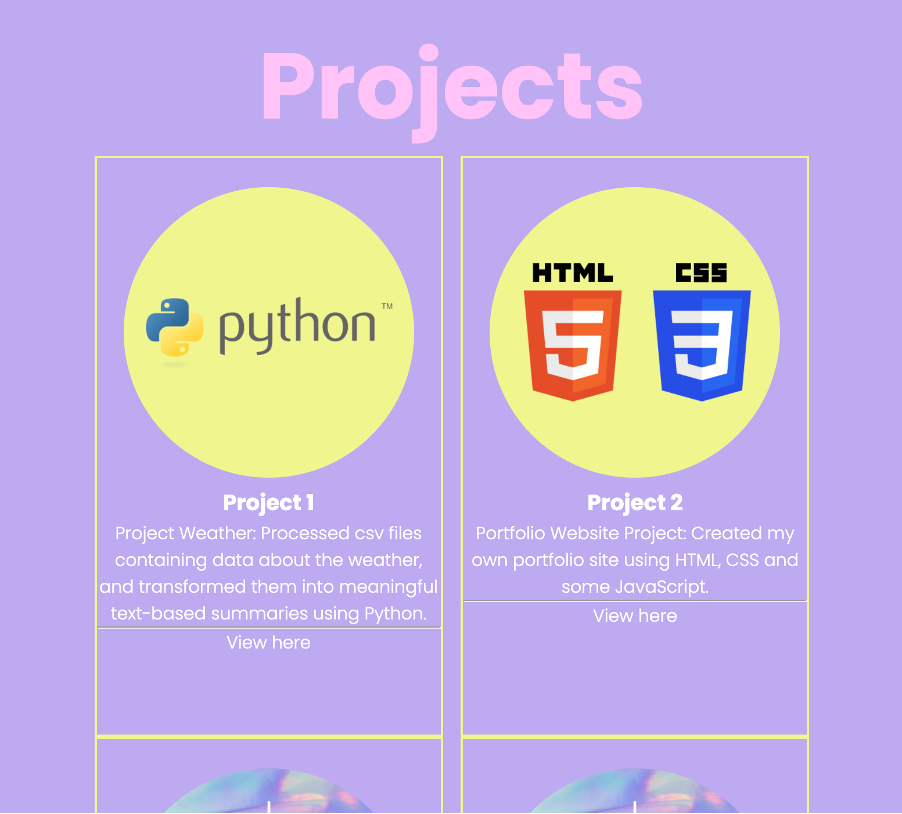 Projects
python™
HTML
CSS
5
3
Project 1
Project Weather: Processed csv files
containing data about the weather,
and transformed them into meaningful
text-based summaries using Python.
View here
Project 2
Portfolio Website Project: Created my
own portfolio site using HTML, CSS and
some JavaScript.
View here